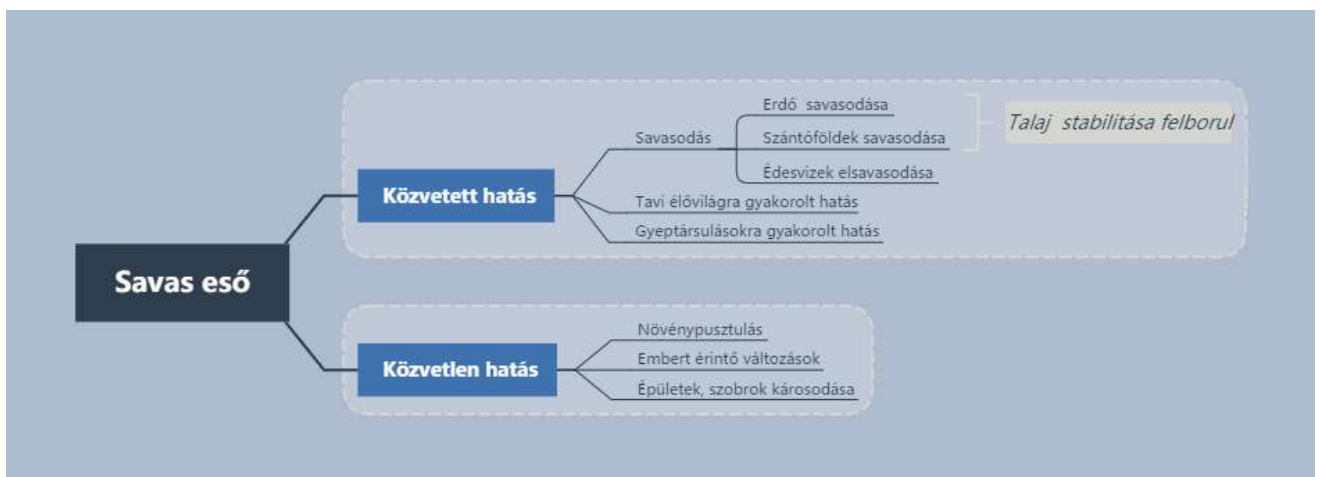 Erdő savasodása
Talaj stabilitása felborul
Savasodás
Szántóföldek savasodása
Édesvizek elsavasodása
Közvetett hatás
Tavi élővilágra gyakorolt hatás
Gyeptársulásokra gyakorolt hatás
Savas eső
Növénypusztulás
Közvetlen hatás
Embert érintő változások
Épületek, szobrok károsodása